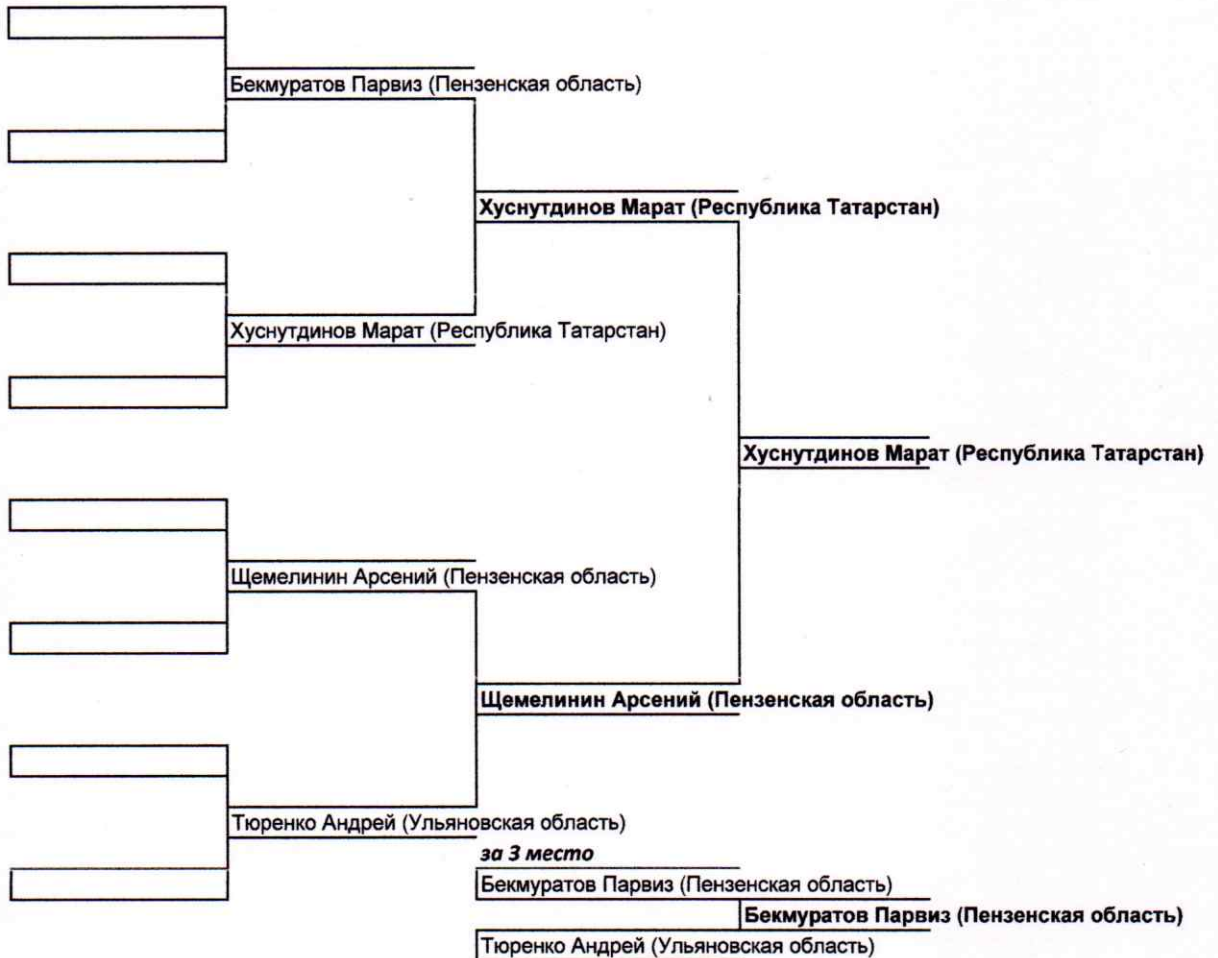 Бекмуратов Парвиз (Пензенская область)
Хуснутдинов Марат (Республика Татарстан)
Хуснутдинов Марат (Республика Татарстан)
Хуснутдинов Марат (Республика Татарстан)
Щемелинин Арсений (Пензенская область)
Щемелинин Арсений (Пензенская область)
Тюренко Андрей (Ульяновская область)
за 3 место
Бекмуратов Парвиз (Пензенская область)
Бекмуратов Парвиз (Пензенская область)
Тюренко Андрей (Ульяновская область)